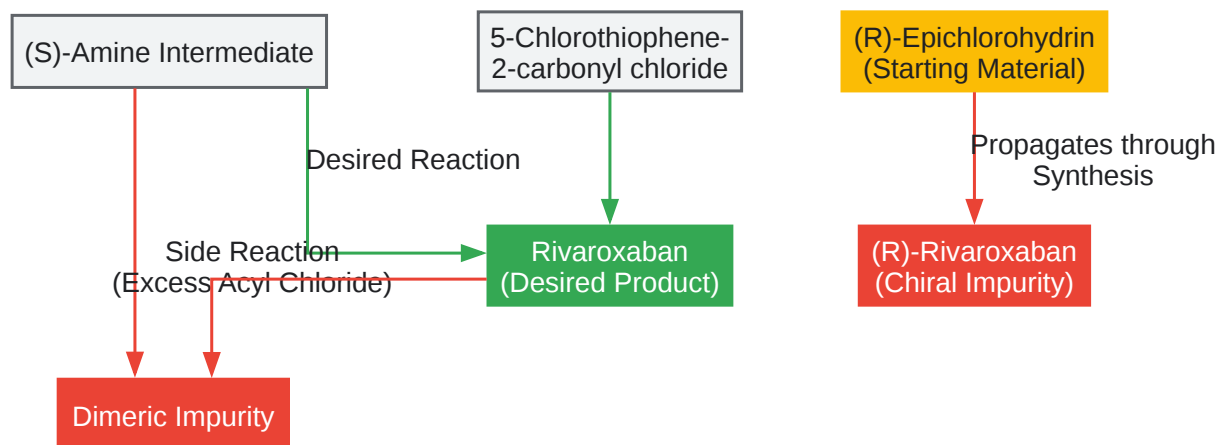 (S)-Amine Intermediate
5-Chlorothiophene-
2-carbonyl chloride
(R)-Epichlorohydrin
(Starting Material)
Desired Reaction
Propagates through
Synthesis
Side Reaction
(Excess Acyl Chloride)
Rivaroxaban
(Desired Product)
(R)-Rivaroxaban
(Chiral Impurity)
Dimeric Impurity